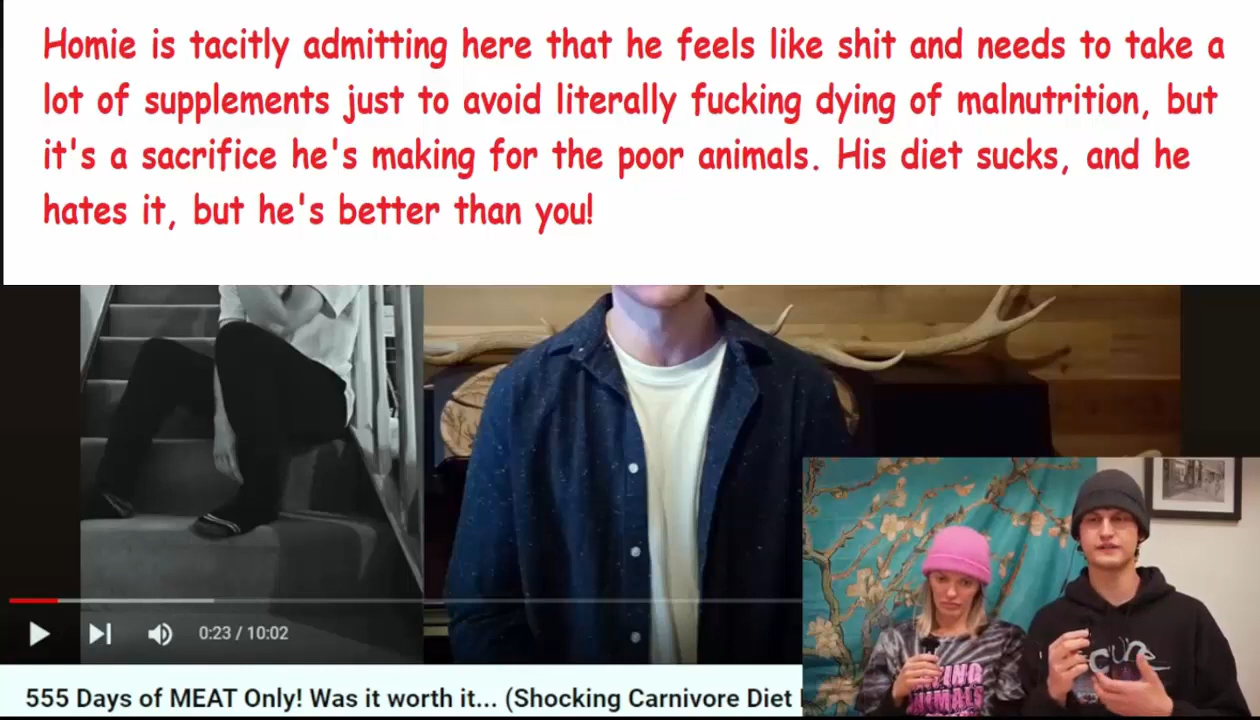 Homie is tacitly admitting here that he feels like shit and needs to take a
lot of supplements just to avoid literally fucking dying of malnutrition, but
it's a sacrifice he's making for the poor animals. His diet sucks, and he
hates it, but he's better than you!
0:23 / 10:02
555 Days of MEAT Only! Was it worth it... (Shocking Carnivore Diet